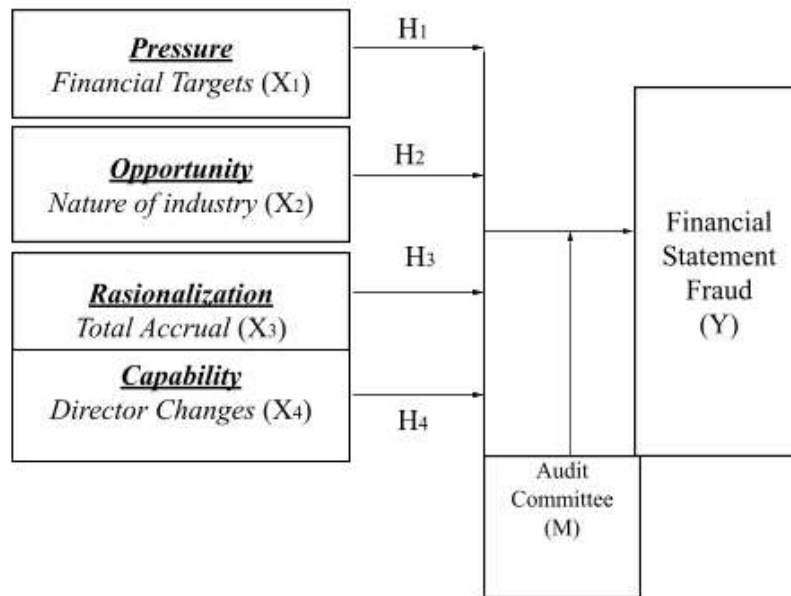 Pressure
Financial Targets (X1)
H1
Opportunity
Nature of industry (X2)
H2
Rasionalization
Total Accrual (X3)
H3
Capability
Director Changes (X4)
H4
Financial
Statement
Fraud
(Y)
Audit
Committee
(M)